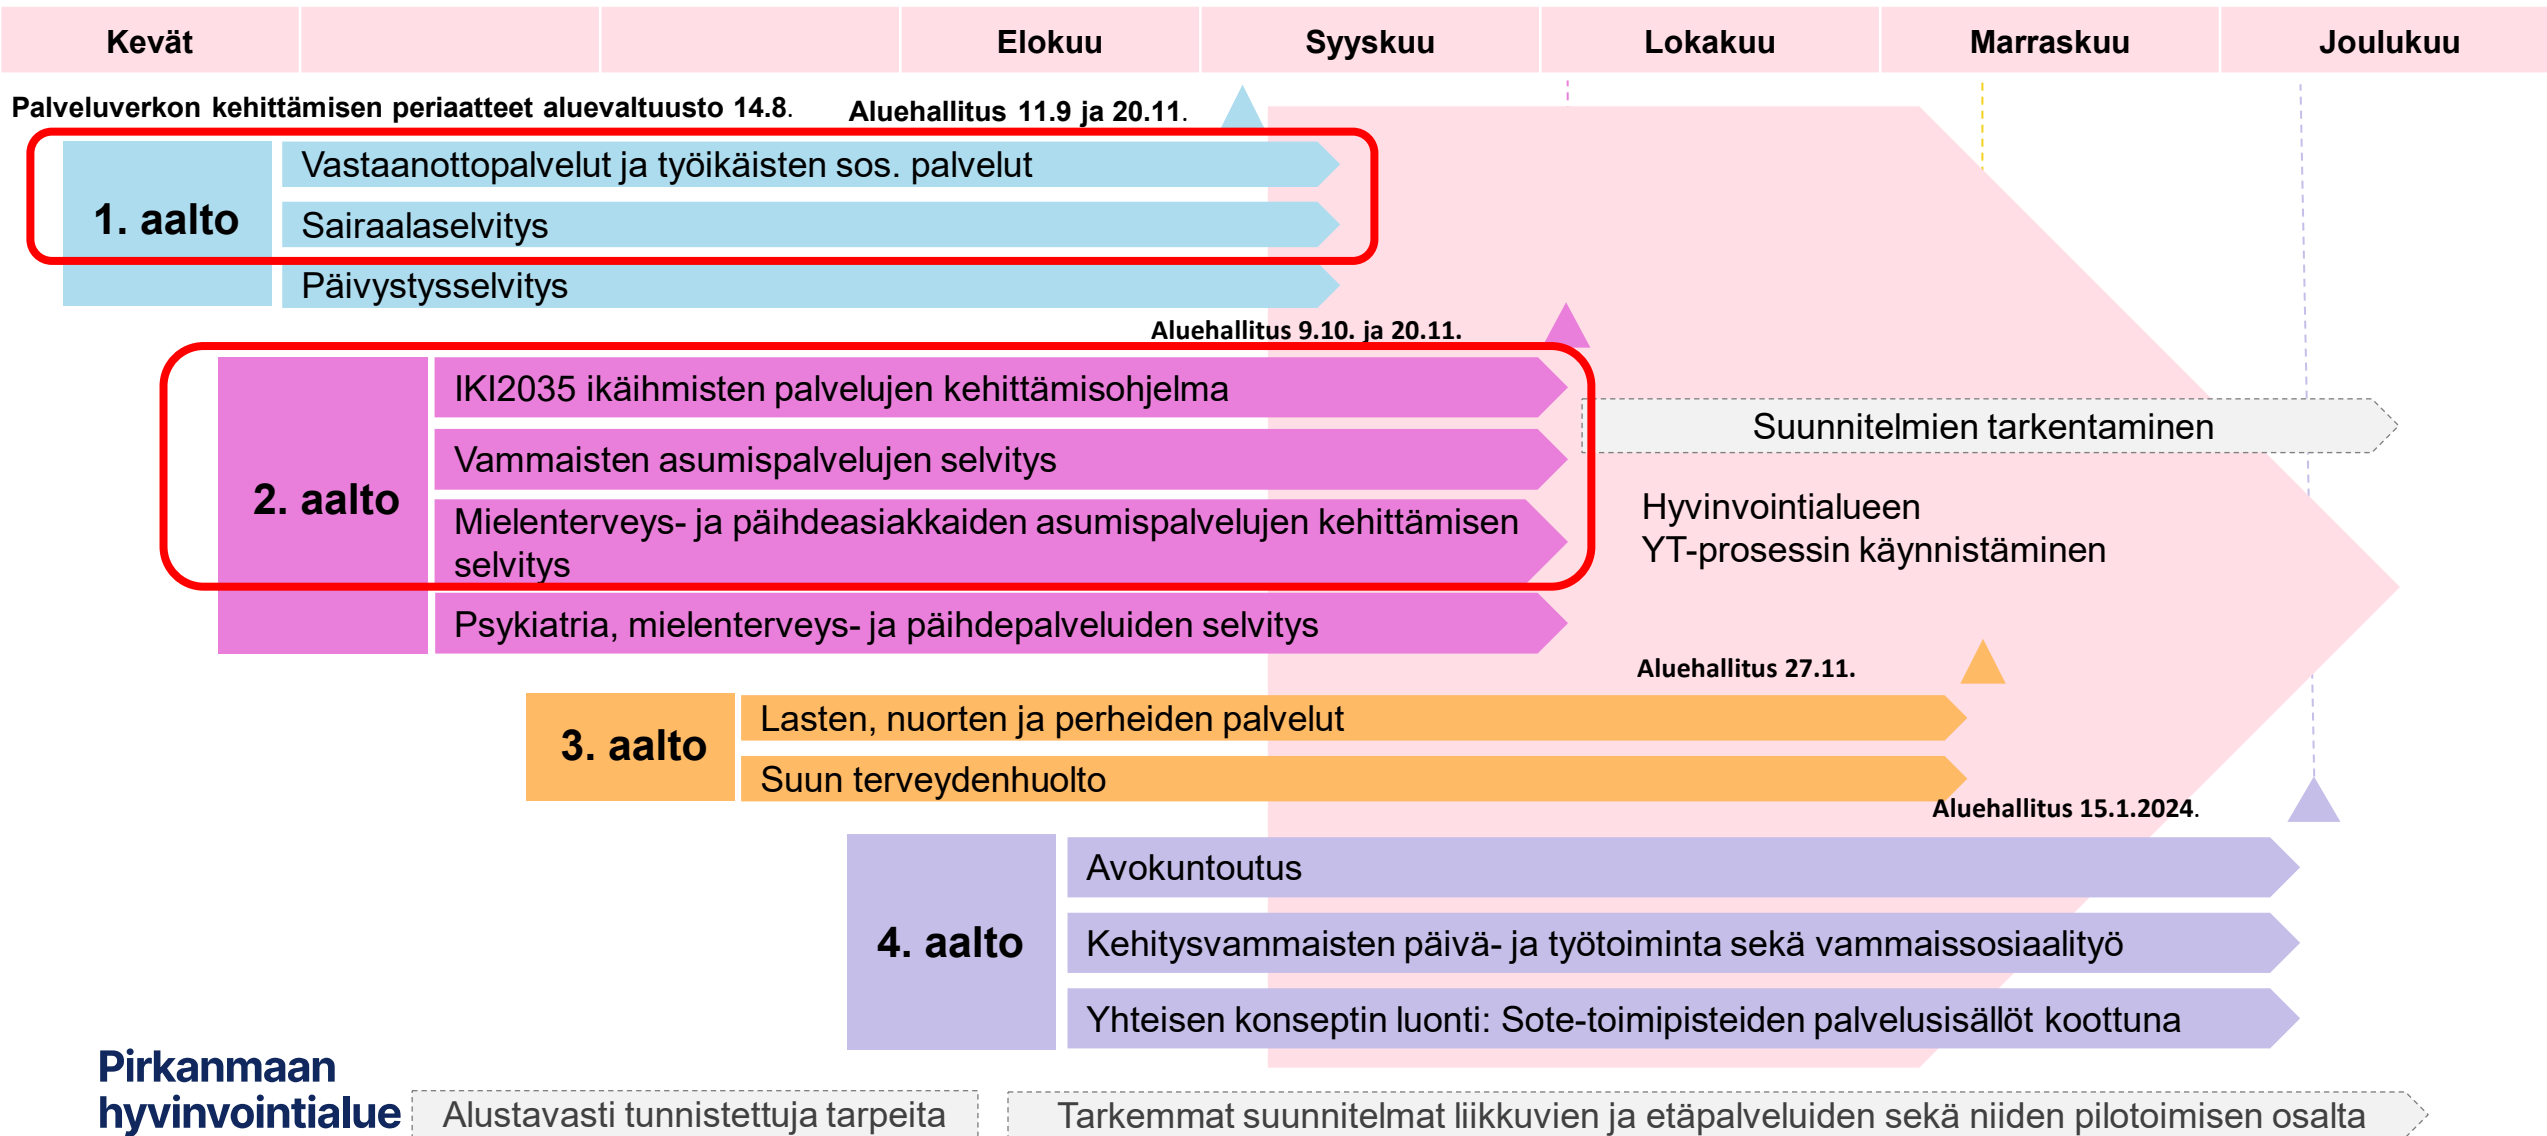 Kevät Elokuu Syyskuu Lokakuu Marraskuu Joulukuu
Palveluverkon kehittämisen periaatteet aluevaltuusto 14.8.
Aluehallitus 11.9 ja 20.11.
1. aalto
Vastaanottopalvelut ja työikäisten sos. palvelut
Sairaalaselvitys
Päivystysselvitys
Aluehallitus 9.10. ja 20.11.
2. aalto
IKI2035 ikäihmisten palvelujen kehittämisohjelma
Vammaisten asumispalvelujen selvitys
Mielenterveys- ja päihdeasiakkaiden asumispalvelujen kehittämisen
selvitys
Psykiatria, mielenterveys- ja päihdepalveluiden selvitys
Suunnitelmien tarkentaminen
Hyvinvointialueen
YT-prosessin käynnistäminen
Aluehallitus 27.11.
3. aalto
Lasten, nuorten ja perheiden palvelut
Suun terveydenhuolto
Aluehallitus 15.1.2024.
4. aalto
Avokuntoutus
Kehitysvammaisten päivä- ja työtoiminta sekä vammaissosiaalityö
Yhteisen konseptin luonti: Sote-toimipisteiden palvelusisällöt koottuna
Pirkanmaan
hyvinvointialue
Alustavasti tunnistettuja tarpeita
Tarkemmat suunnitelmat liikkuvien ja etäpalveluiden sekä niiden pilotoimisen osalta